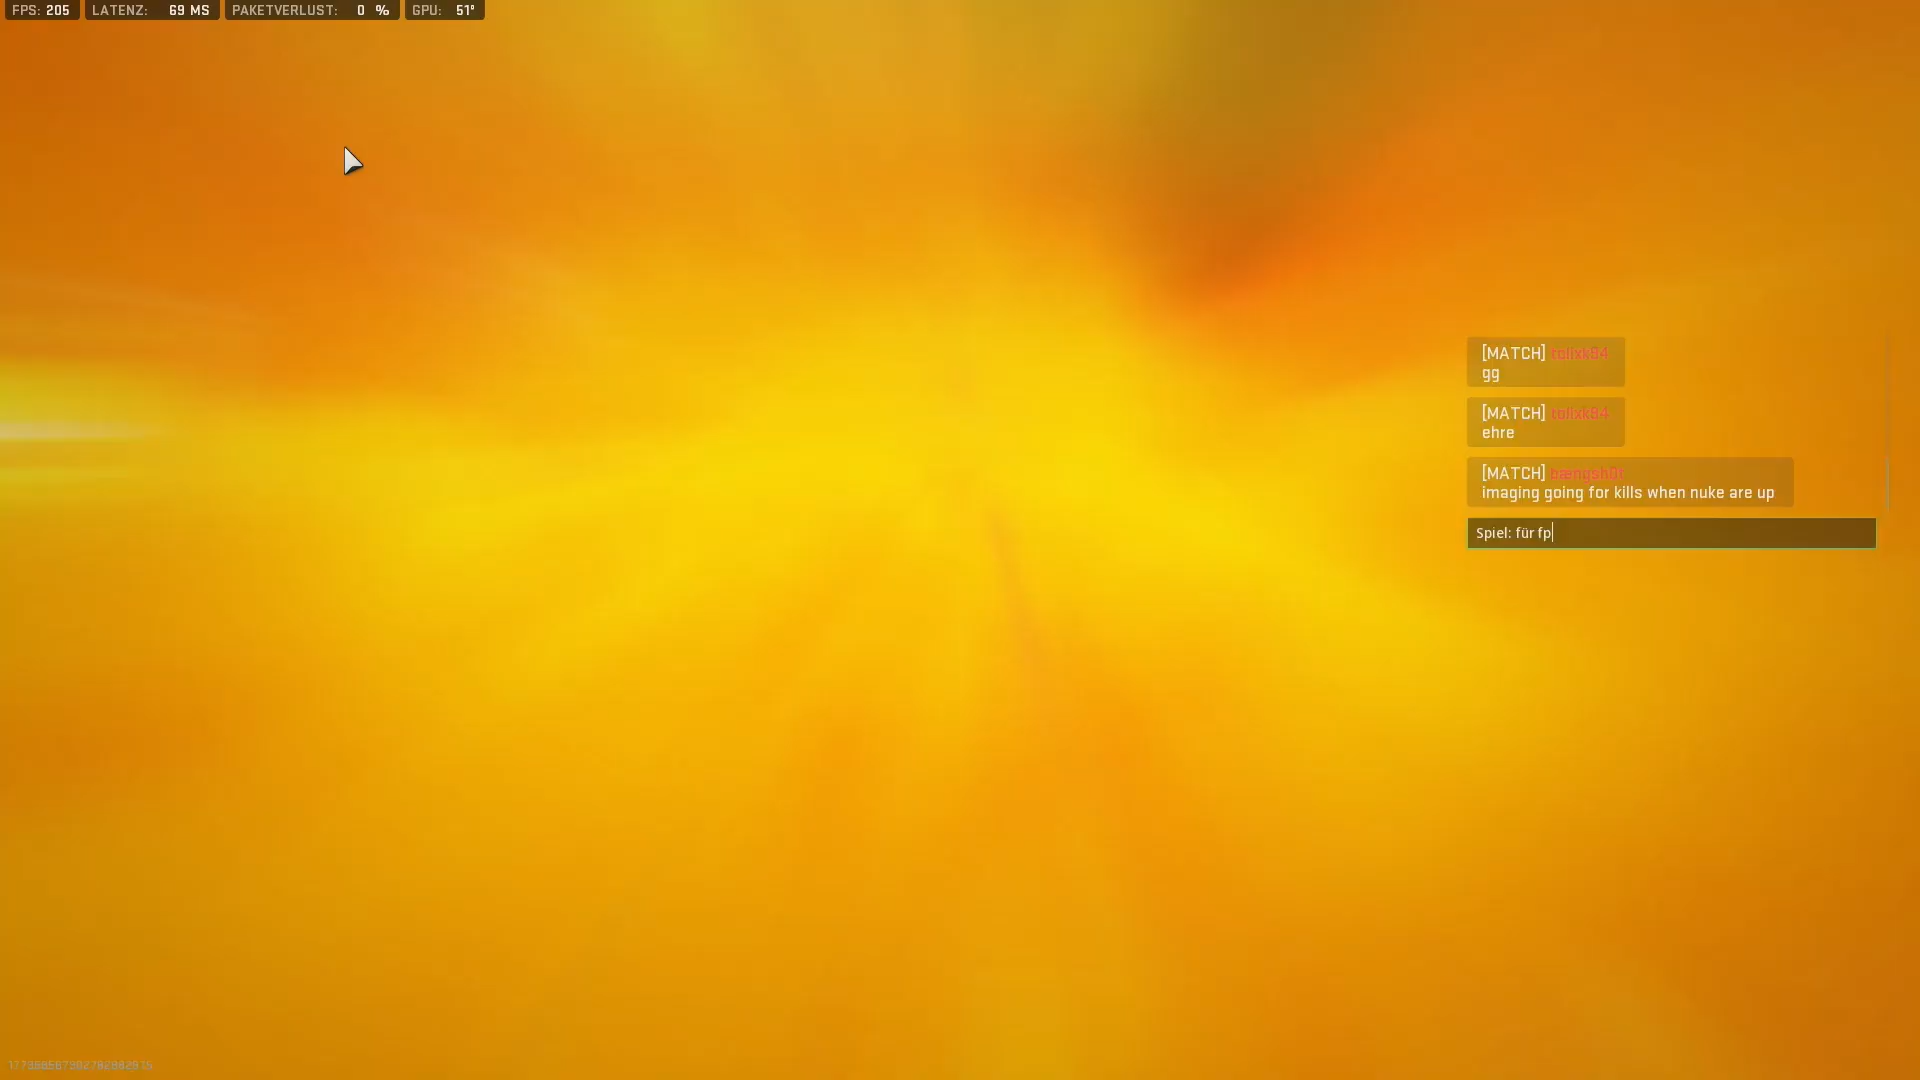 FPS: 205 LATENZ: 69 MS PAKETVERLUST: 0 % GPU: 51°
[MATCH]
gg
[MATCH]
ehre
[MATCH]
imaging going for kills when nuke are up
Spiel: für fp